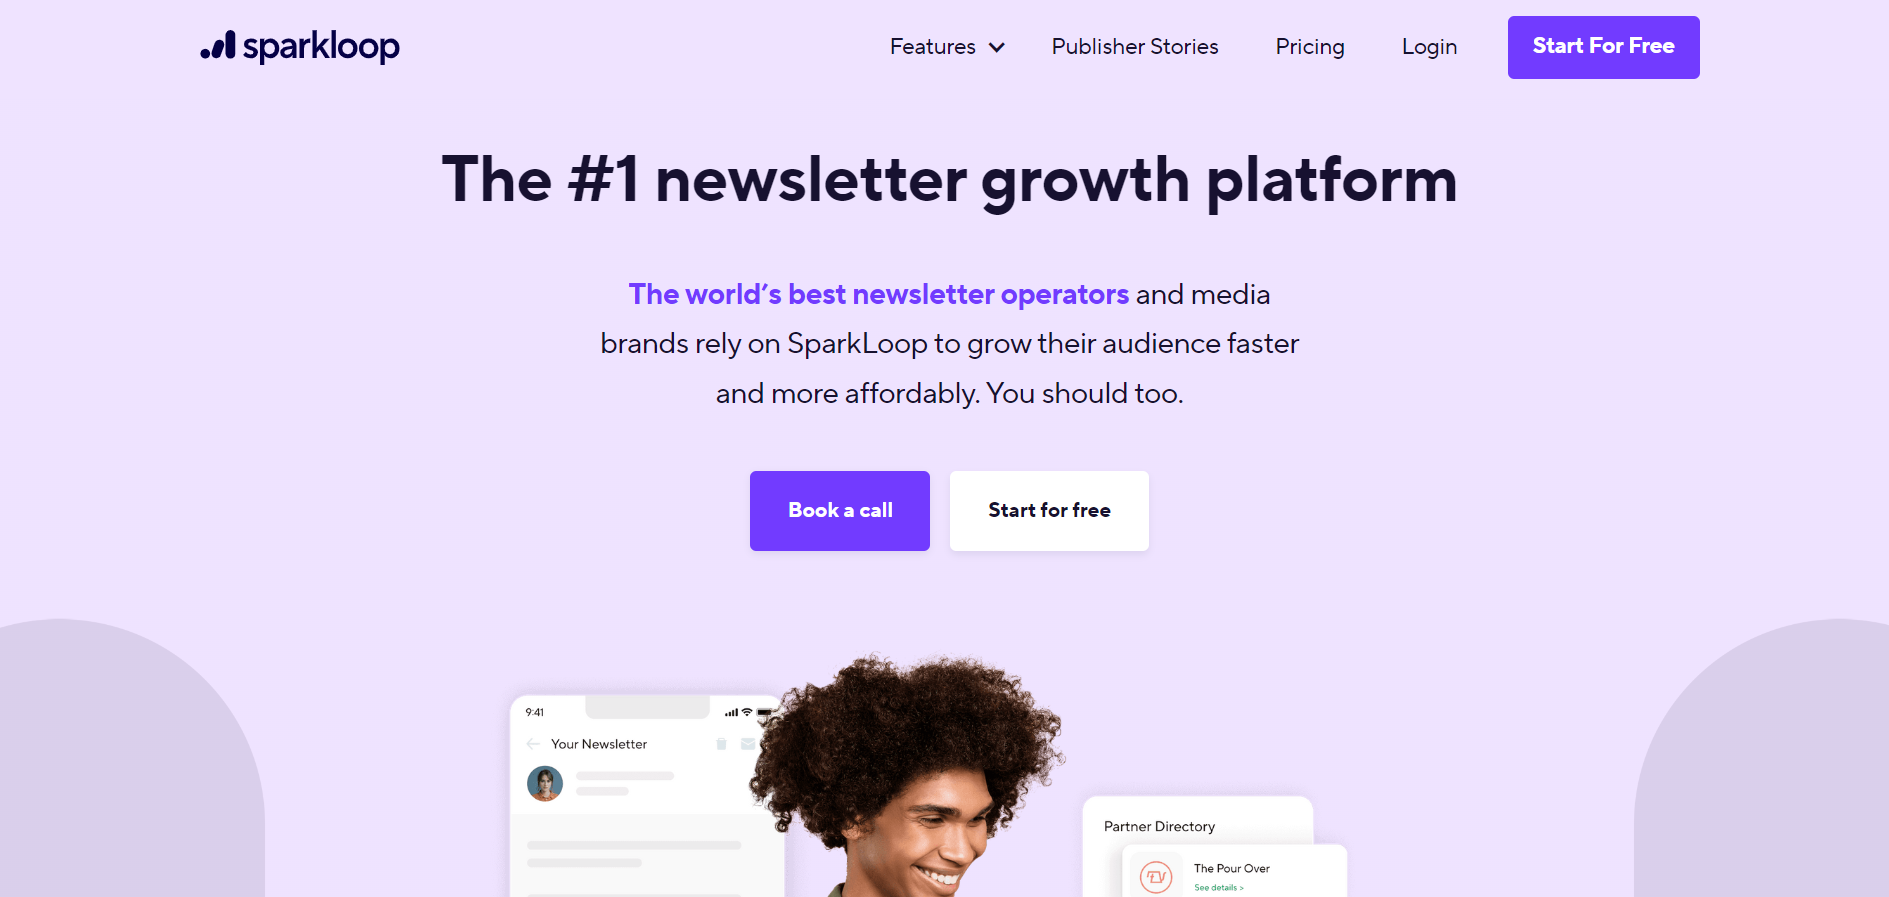 sparkloop
Features
Publisher Stories
Pricing
Login
Start For Free
The #1 newsletter growth platform
The world’s best newsletter operators and media
brands rely on SparkLoop to grow their audience faster
and more affordably. You should too.
Book a call
Start for free
9:41
Your Newsletter
Partner Directory
The Pour Over
See details >